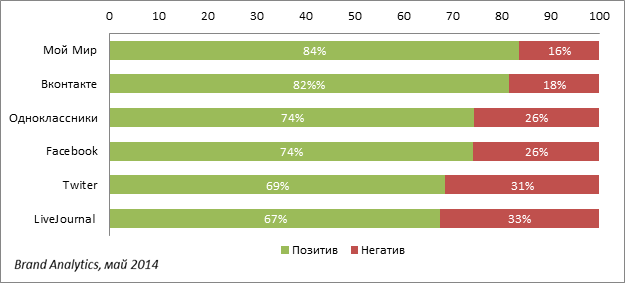 0 10 20 30 40 50 60 70 80 90 100
Мой Мир 84% 16%
Вконтакте 82%% 18%
Одноклассники 74% 26%
Facebook 74% 26%
Twiter 69% 31%
LiveJournal 67% 33%
Позитив Негатив
Brand Analytics, май 2014